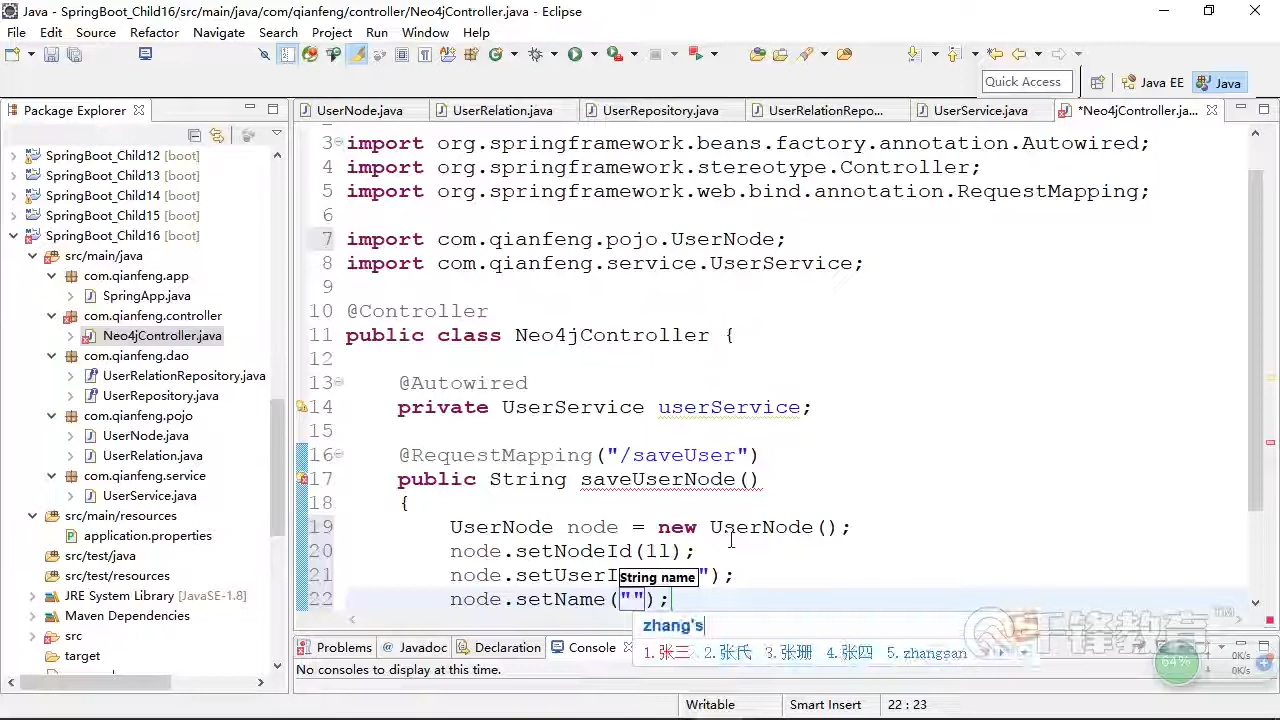 Java - SpringBoot_Child16/src/main/java/com/qianfeng/controller/Neo4jController.java - Eclipse
File Edit Source Refactor Navigate Search Project Run Window Help
Quick Access
Java EE
Java
Package Explorer
UserNode.java
UserRelation.java
UserRepository.java
UserRelationRepo...
UserService.java
*Neo4jController.ja...
SpringBoot_Child12 [boot]
SpringBoot_Child13 [boot]
SpringBoot_Child14 [boot]
SpringBoot_Child15 [boot]
SpringBoot_Child16 [boot]
src/main/java
com.qianfeng.app
SpringApp.java
com.qianfeng.controller
Neo4jController.java
com.qianfeng.dao
UserRelationRepository.java
UserRepository.java
com.qianfeng.pojo
UserNode.java
UserRelation.java
com.qianfeng.service
UserService.java
src/main/resources
application.properties
src/test/java
src/test/resources
JRE System Library [JavaSE-1.8]
Maven Dependencies
src
target
3 import org.springframework.beans.factory.annotation.Autowired;
4 import org.springframework.stereotype.Controller;
5 import org.springframework.web.bind.annotation.RequestMapping;
6
7 import com.qianfeng.pojo.UserNode;
8 import com.qianfeng.service.UserService;
9
10 @Controller
11 public class Neo4jController {
12
13 @Autowired
14 private UserService userService;
15
16 @RequestMapping("/saveUser")
17 public String saveUserNode()
18 {
19 UserNode node = new UserNode();
20 node.setNodeId(1l);
21 node.setUserI ");
String name
22 node.setName("");
zhang's
1.张三 2.张氏 3.张珊 4.张四 5.zhangsan
千锋教育 TM
Problems
@ Javadoc
Declaration
Console
No consoles to display at this time.
64%
0K/s
0K/s
Writable
Smart Insert
22 : 23